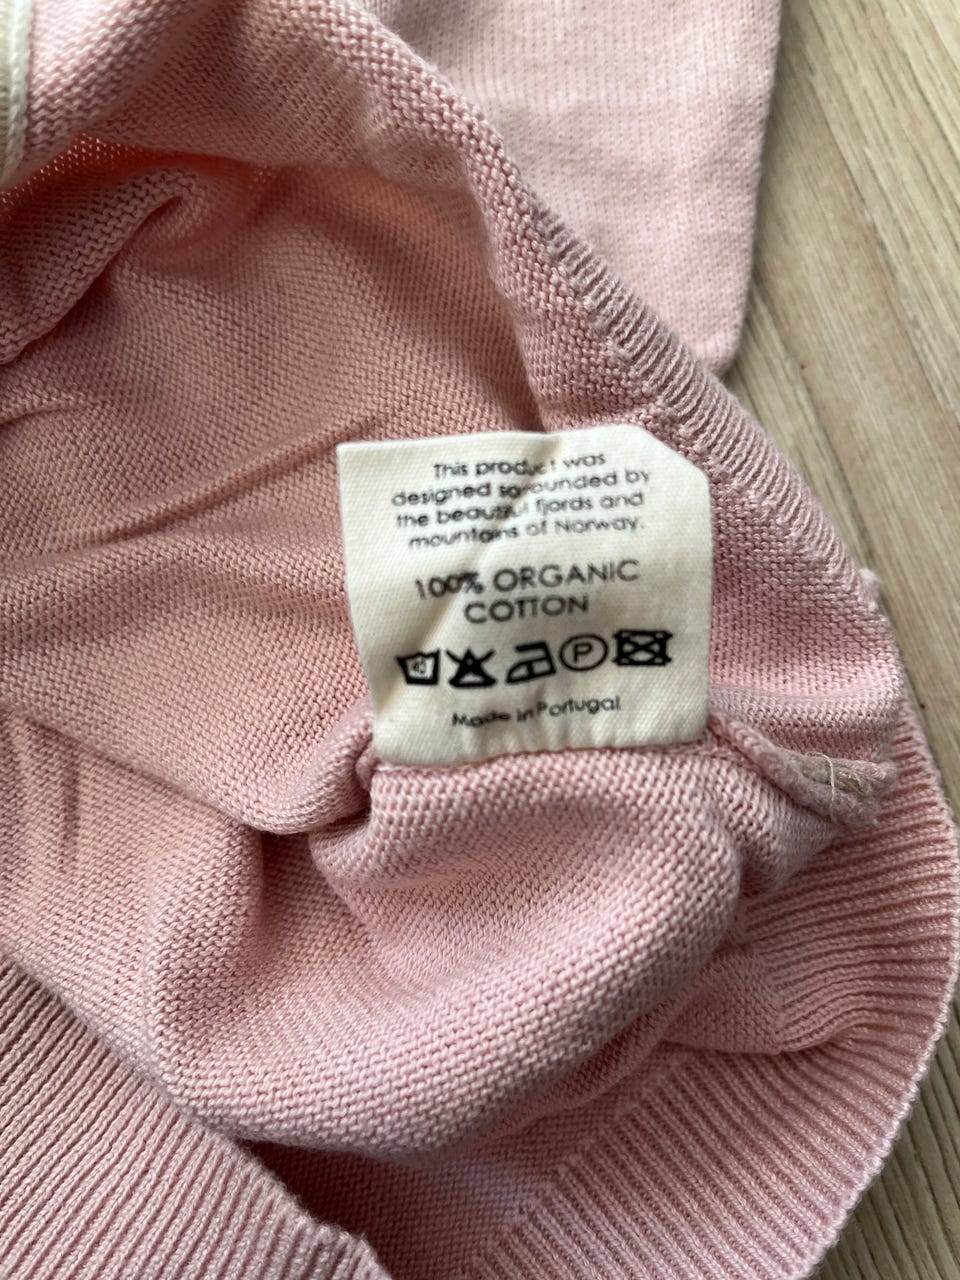 This product was
designed surrounded by
the beautiful fjords and
mountains of Norway.
100% ORGANIC
COTTON
40 P
Made in Portugal